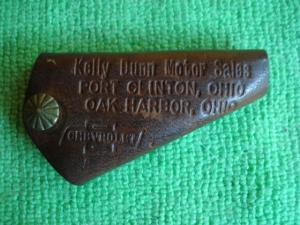 Kelly Dunn Motor Sales
PORT CLINTON, OHIO
OAK HARBOR, OHIO
CHEVROLET